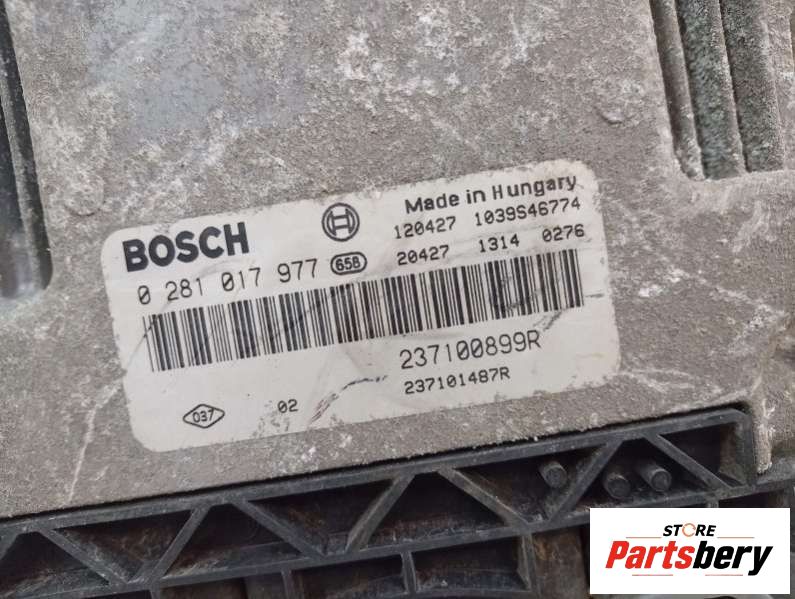 Made in Hungary
BOSCH
120427 1039S46774
0 281 017 977 658
20427 1314 0276
237100899R
237101487R
037
02
STORE
Partsbery